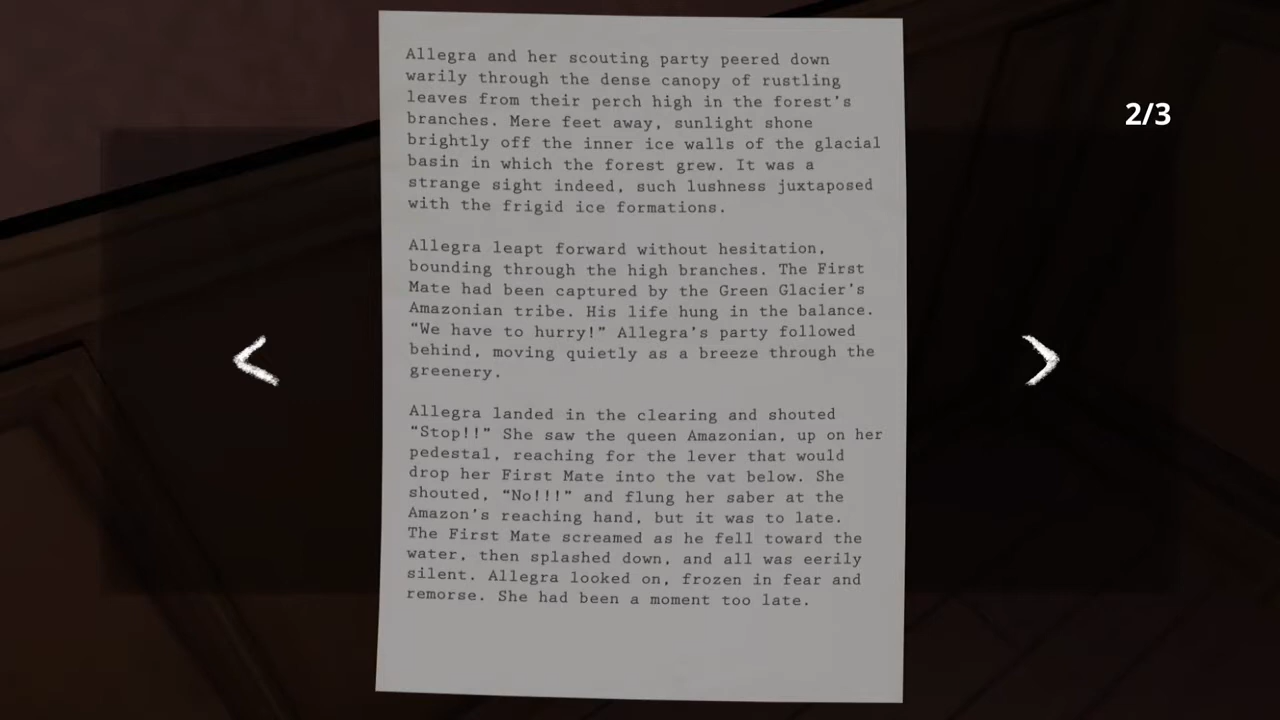 Allegra and her scouting party peered down
warily through the dense canopy of rustling
leaves from their perch high in the forest's
branches. Mere feet away, sunlight shone
brightly off the inner ice walls of the glacial
basin in which the forest grew. It was a
strange sight indeed, such lushness juxtaposed
with the frigid ice formations.
Allegra leapt forward without hesitation,
bounding through the high branches. The First
Mate had been captured by the Green Glacier's
Amazonian tribe. His life hung in the balance.
“We have to hurry!” Allegra's party followed
behind, moving quietly as a breeze through the
greenery.
Allegra landed in the clearing and shouted
“Stop!!” She saw the queen Amazonian, up on her
pedestal, reaching for the lever that would
drop her First Mate into the vat below. She
shouted, “No!!!” and flung her saber at the
Amazon's reaching hand, but it was to late.
The First Mate screamed as he fell toward the
water, then splashed down, and all was eerily
silent. Allegra looked on, frozen in fear and
remorse. She had been a moment too late.
2/3